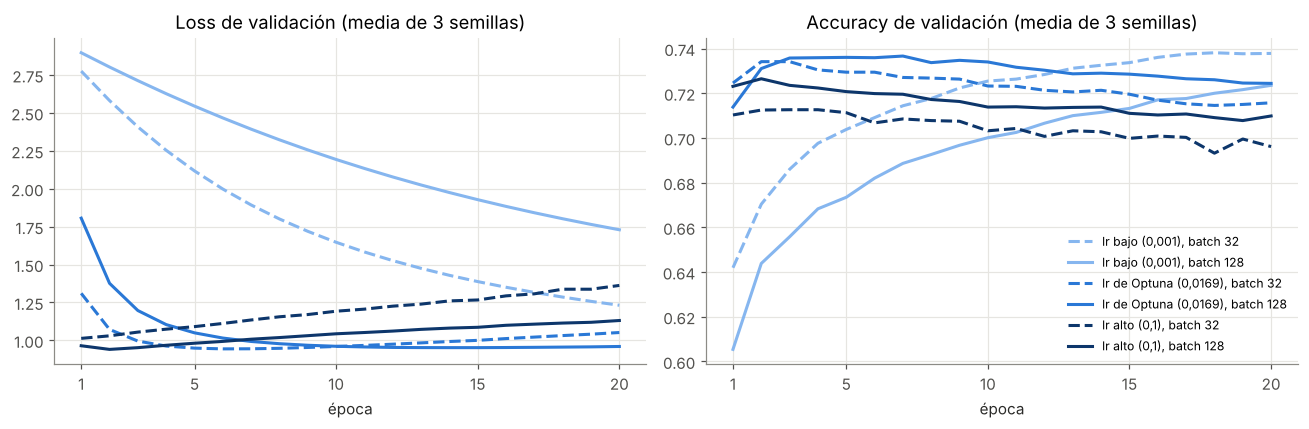 Loss de validación (media de 3 semillas)
2.75
2.50
2.25
2.00
1.75
1.50
1.25
1.00
1
5
10
15
20
época
Accuracy de validación (media de 3 semillas)
0.74
0.72
0.70
0.68
0.66
0.64
0.62
0.60
lr bajo (0,001), batch 32
lr bajo (0,001), batch 128
lr de Optuna (0,0169), batch 32
lr de Optuna (0,0169), batch 128
lr alto (0,1), batch 32
lr alto (0,1), batch 128
1
5
10
15
20
época